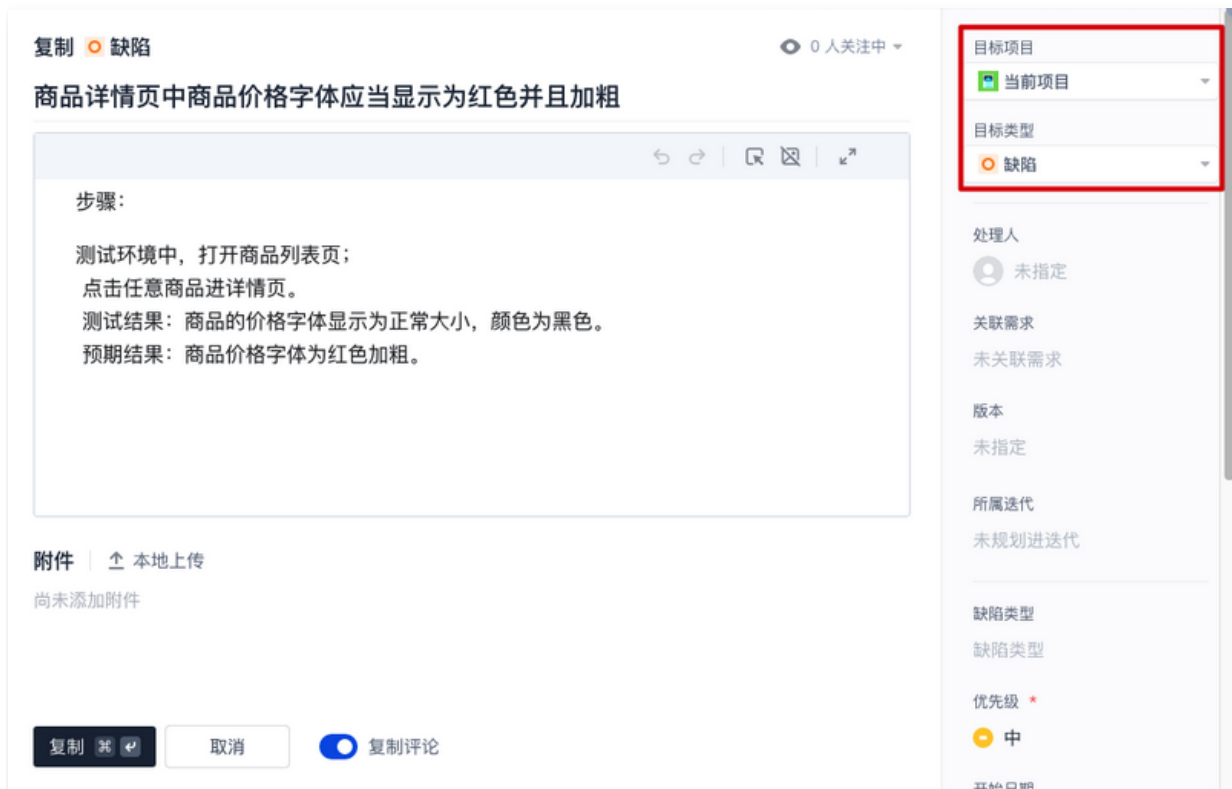 复制 缺陷
0 人关注中
商品详情页中商品价格字体应当显示为红色并且加粗
步骤：
测试环境中，打开商品列表页；
点击任意商品进详情页。
测试结果：商品的价格字体显示为正常大小，颜色为黑色。
预期结果：商品价格字体为红色加粗。
附件 本地上传
尚未添加附件
复制 ⌘ ↵ 取消 复制评论
目标项目
当前项目
目标类型
缺陷
处理人
未指定
关联需求
未关联需求
版本
未指定
所属迭代
未规划进迭代
缺陷类型
缺陷类型
优先级 *
中
开始日期